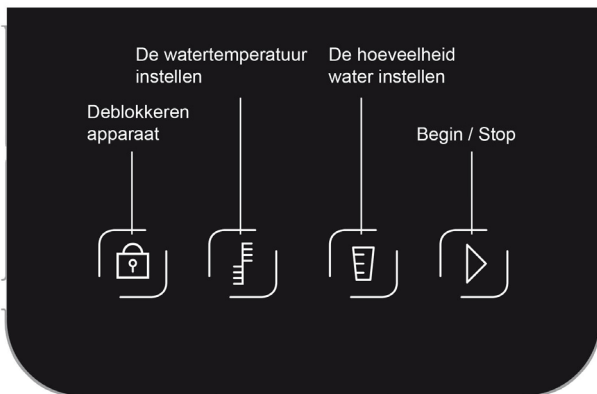 De watertemperatuur
instellen
De hoeveelheid
water instellen
Deblokkeren
apparaat
Begin / Stop